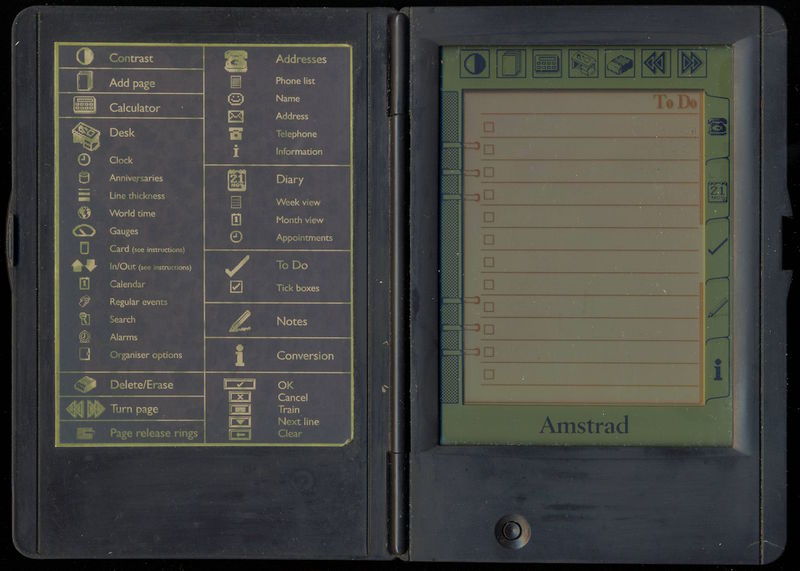 Contrast
Add page
Calculator
Desk
Clock
Anniversaries
Line thickness
World time
Gauges
Card (see instructions)
In/Out (see instructions)
Calendar
Regular events
Search
Alarms
Organiser options
Delete/Erase
Turn page
Page release rings
Addresses
Phone list
Name
Address
Telephone
Information
21
Diary
Week view
Month view
Appointments
To Do
Tick boxes
Notes
Conversion
OK
Cancel
Train
Next line
Clear
To Do
21
Amstrad